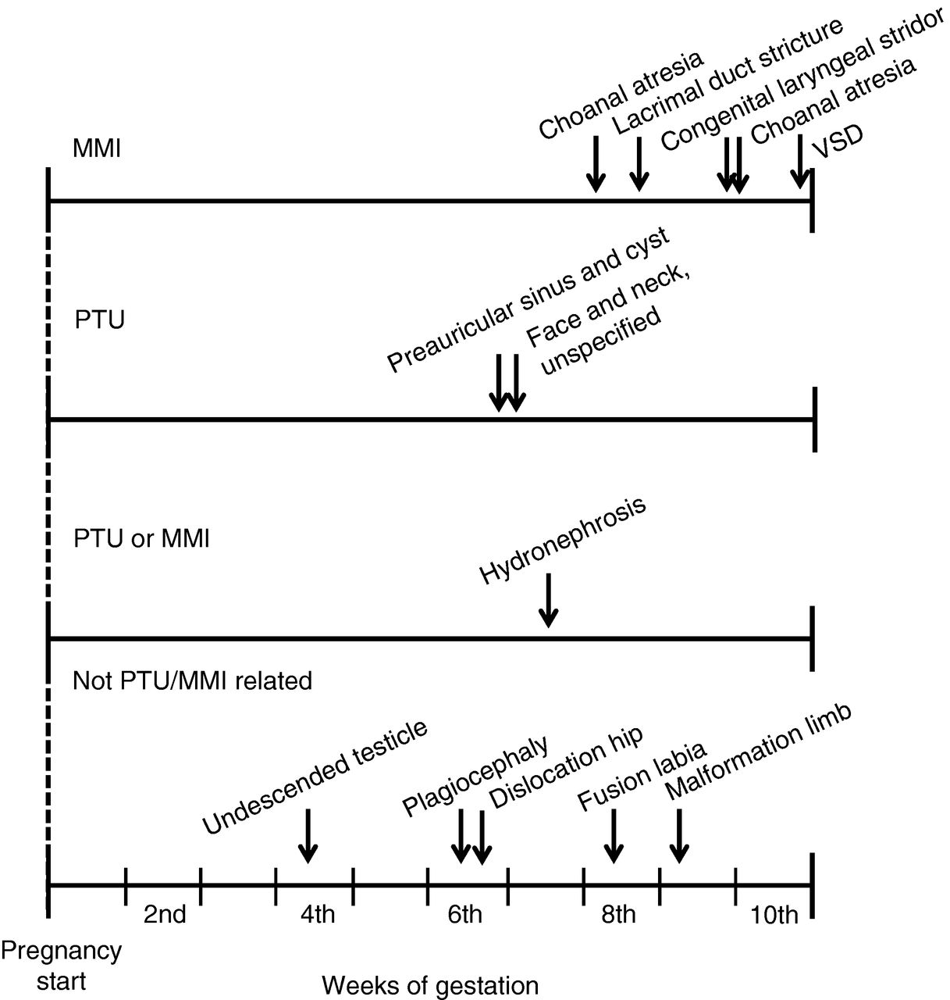 Choanal atresia
Lacrimal duct stricture
Congenital laryngeal stridor
Choanal atresia
VSD
MMI
Preauricular sinus and cyst
Face and neck,
unspecified
PTU
Hydronephrosis
PTU or MMI
Not PTU/MMI related
Undescended testicle
Plagiocephaly
Dislocation hip
Fusion labia
Malformation limb
2nd 4th 6th 8th 10th
Pregnancy
start
Weeks of gestation